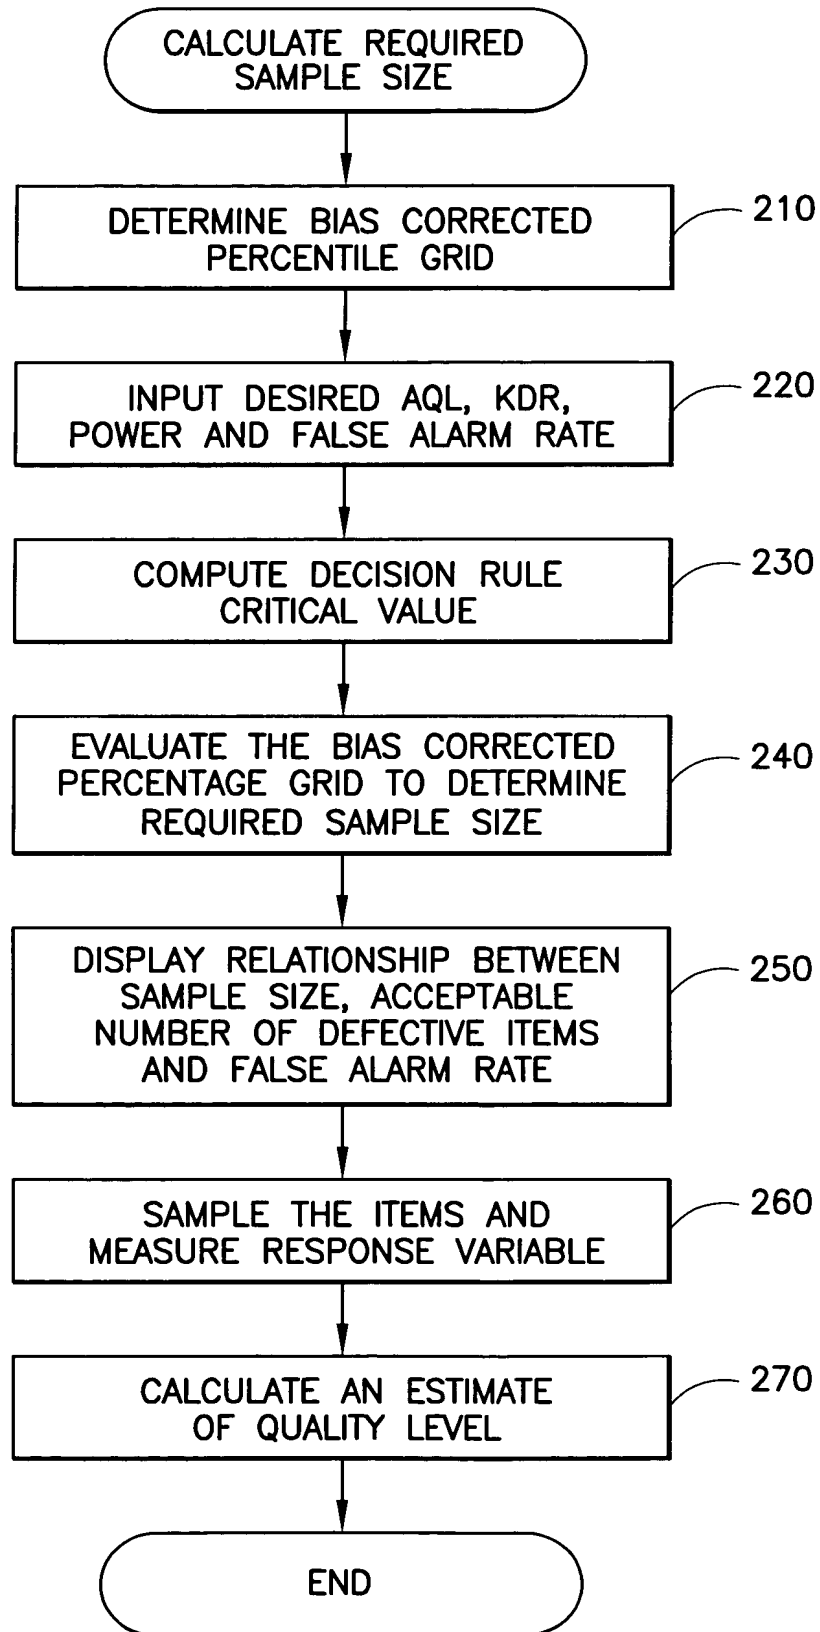 CALCULATE REQUIRED
SAMPLE SIZE
DETERMINE BIAS CORRECTED
PERCENTILE GRID
210
INPUT DESIRED AQL, KDR,
POWER AND FALSE ALARM RATE
220
COMPUTE DECISION RULE
CRITICAL VALUE
230
EVALUATE THE BIAS CORRECTED
PERCENTAGE GRID TO DETERMINE
REQUIRED SAMPLE SIZE
240
DISPLAY RELATIONSHIP BETWEEN
SAMPLE SIZE, ACCEPTABLE
NUMBER OF DEFECTIVE ITEMS
AND FALSE ALARM RATE
250
SAMPLE THE ITEMS AND
MEASURE RESPONSE VARIABLE
260
CALCULATE AN ESTIMATE
OF QUALITY LEVEL
270
END